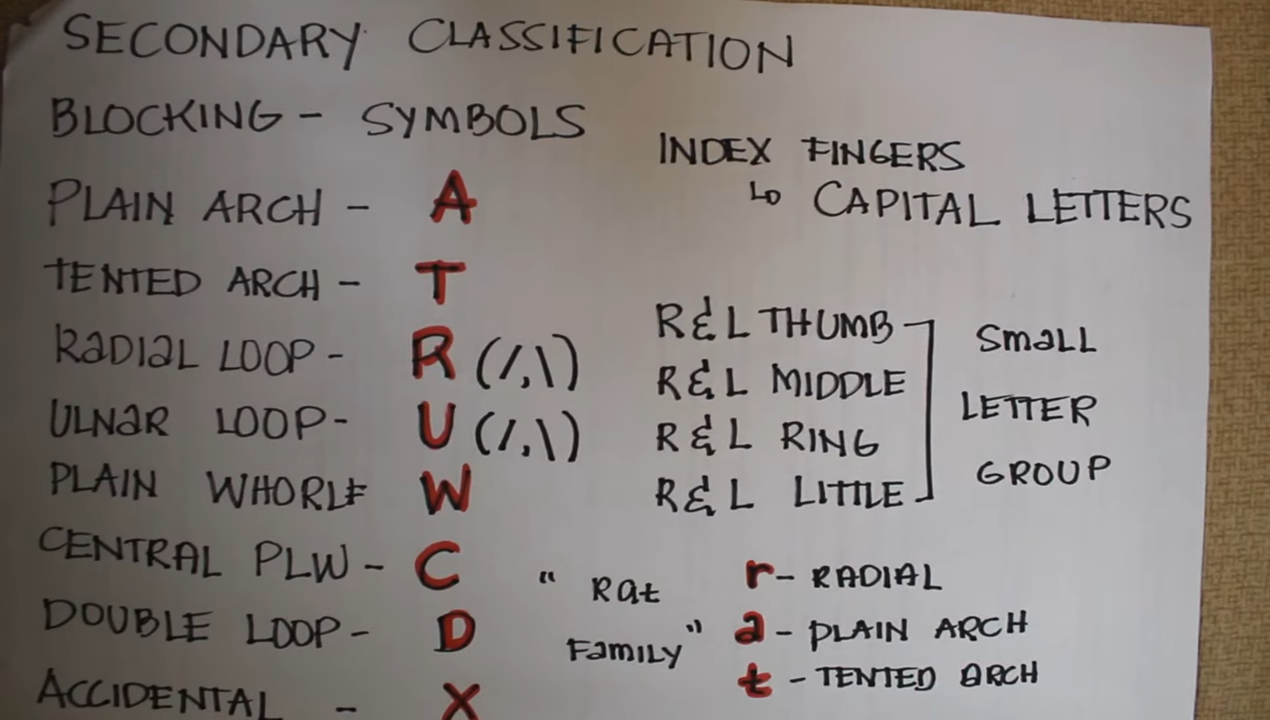 SECONDARY CLASSIFICATION
BLOCKING - SYMBOLS
PLAIN ARCH - A
TENTED ARCH - T
RADIAL LOOP - R (/,\)
ULNAR LOOP - U (/,\)
PLAIN WHORL - W
CENTRAL PLW - C
DOUBLE LOOP - D
ACCIDENTAL - X
INDEX FINGERS
↳ CAPITAL LETTERS
R & L THUMB
R & L MIDDLE
R & L RING
R & L LITTLE
SMALL
LETTER
GROUP
" Rat
FAMILY "
r - RADIAL
a - PLAIN ARCH
t - TENTED ARCH